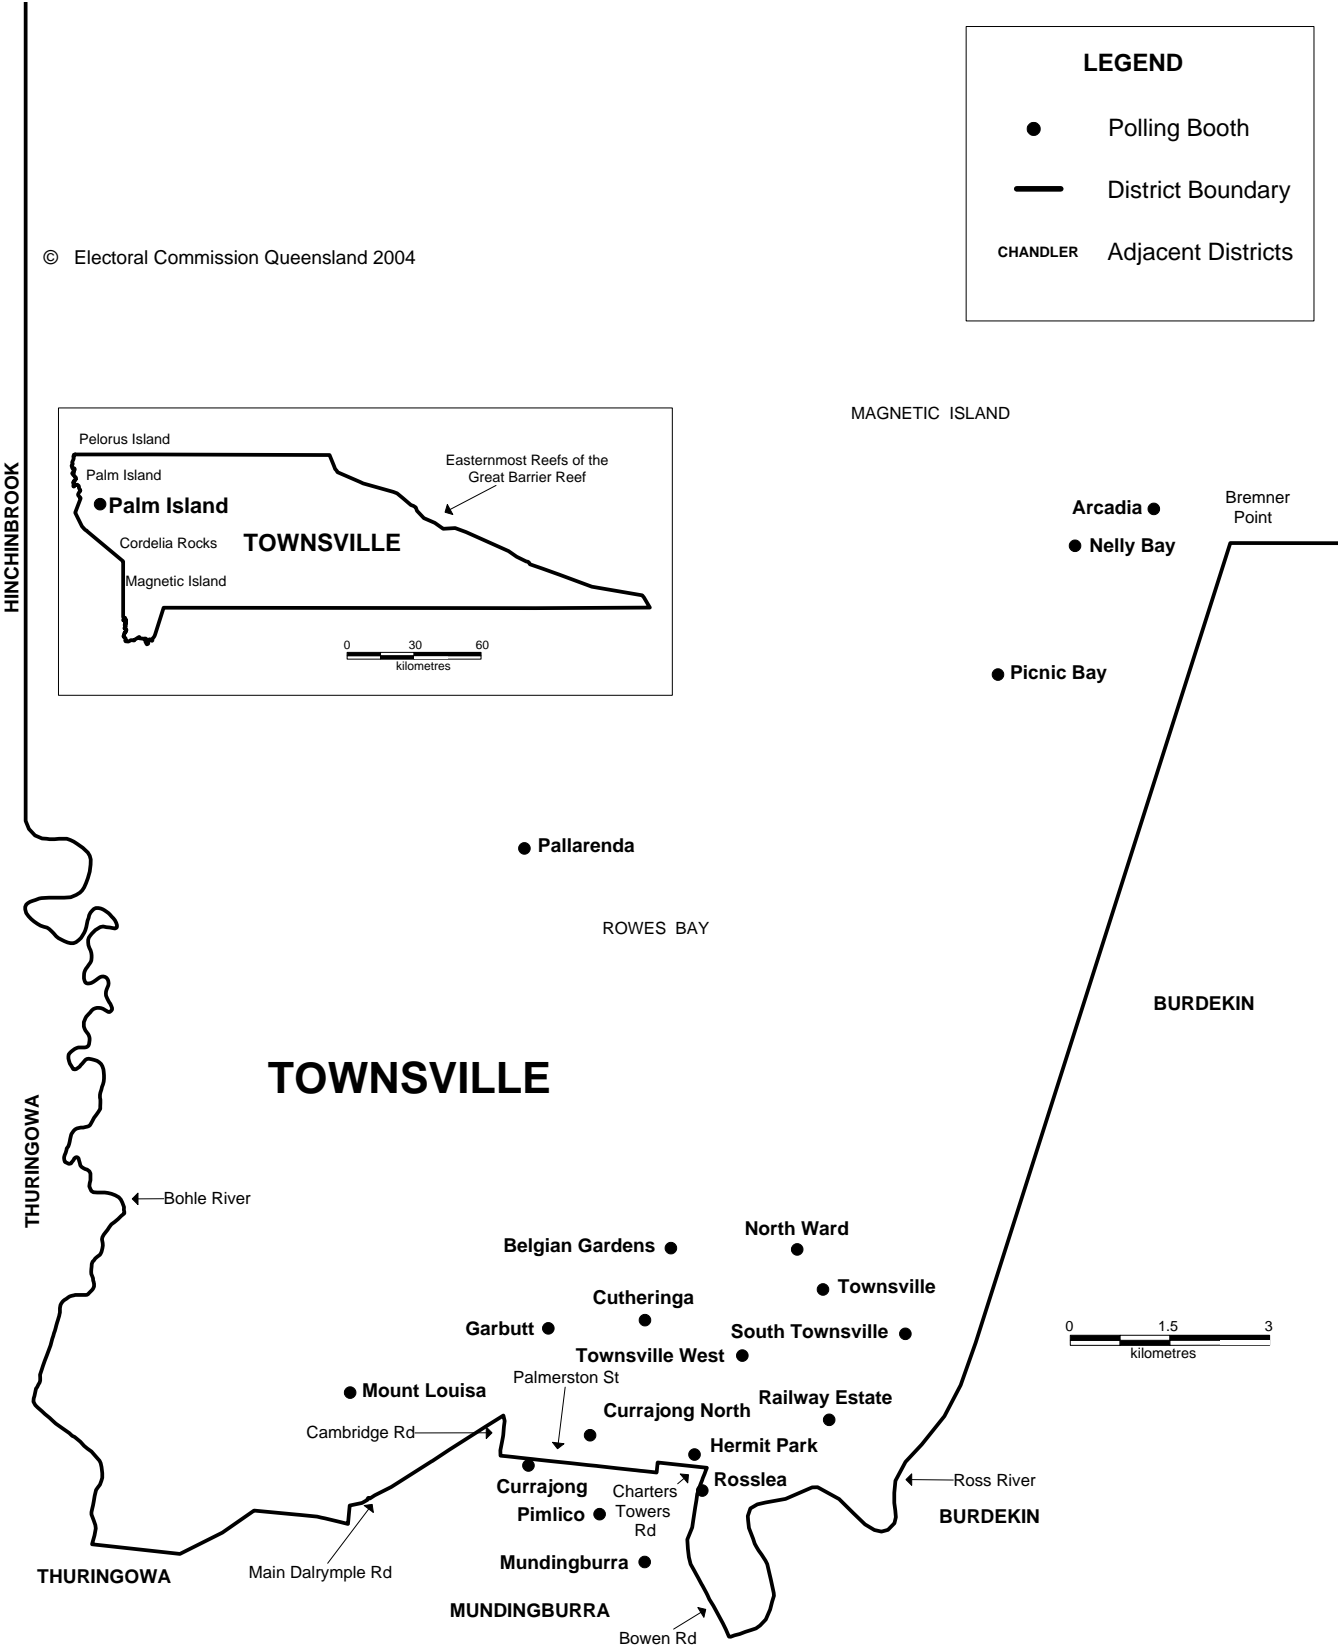 LEGEND
Polling Booth
District Boundary
CHANDLER Adjacent Districts
© Electoral Commission Queensland 2004
MAGNETIC ISLAND
HINCHINBROOK
Pelorus Island
Palm Island
Palm Island
Cordelia Rocks
TOWNSVILLE
Magnetic Island
Easternmost Reefs of the
Great Barrier Reef
0 30 60
kilometres
Arcadia
Bremner
Point
Nelly Bay
Picnic Bay
Pallarenda
ROWES BAY
BURDEKIN
TOWNSVILLE
THURINGOWA
Bohle River
North Ward
Belgian Gardens
Townsville
Cutheringa
Garbutt
South Townsville
0 1.5 3
kilometres
Townsville West
Palmerston St
Mount Louisa
Railway Estate
Currajong North
Cambridge Rd
Hermit Park
Rosslea
Ross River
Currajong
Charters
Towers
Rd
Pimlico
BURDEKIN
Mundingburra
Main Dalrymple Rd
THURINGOWA
MUNDINGBURRA
Bowen Rd